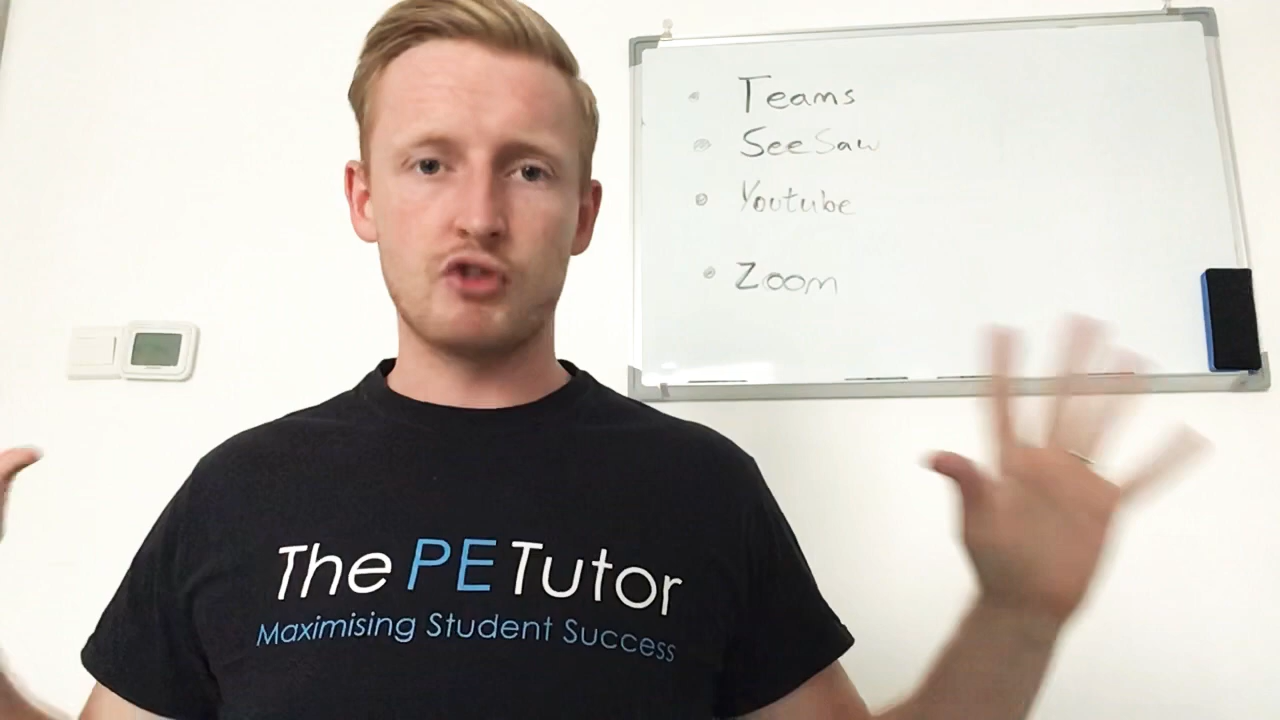 Teams
SeeSaw
Youtube
Zoom
The PE Tutor
Maximising Student Success